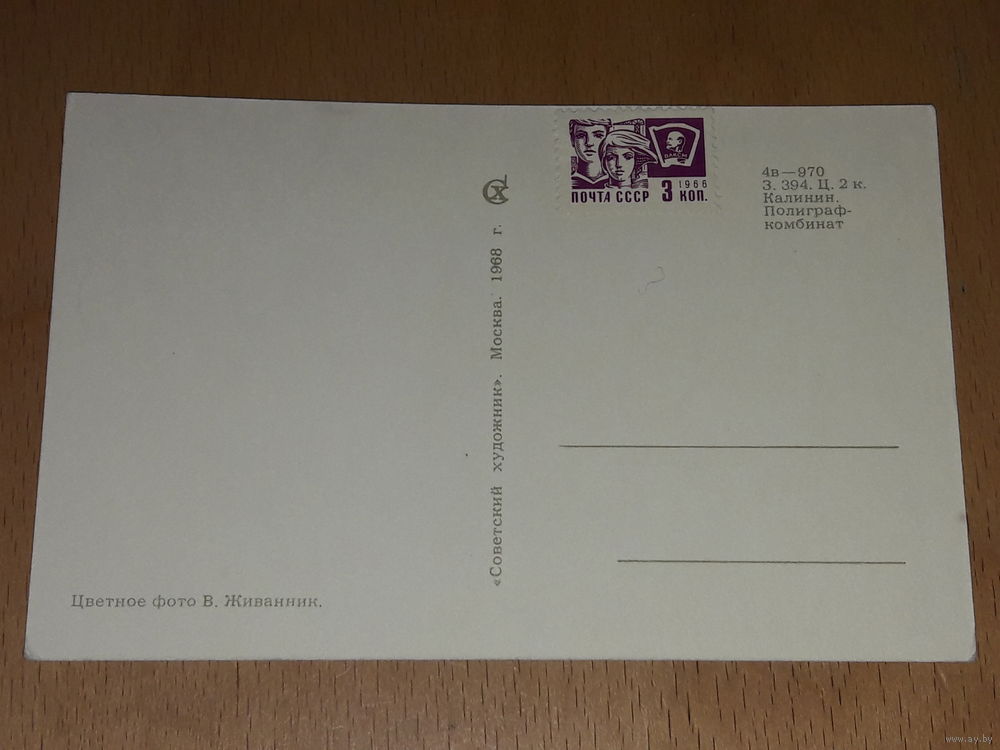 ВЛКСМ
1966
ПОЧТА СССР 3 КОП.
4в—970
З. 394. Ц. 2 к.
Калинин.
Полиграф-
комбинат
«Советский художник». Москва. 1968 г.
Цветное фото В. Живанник.
www.ay.by